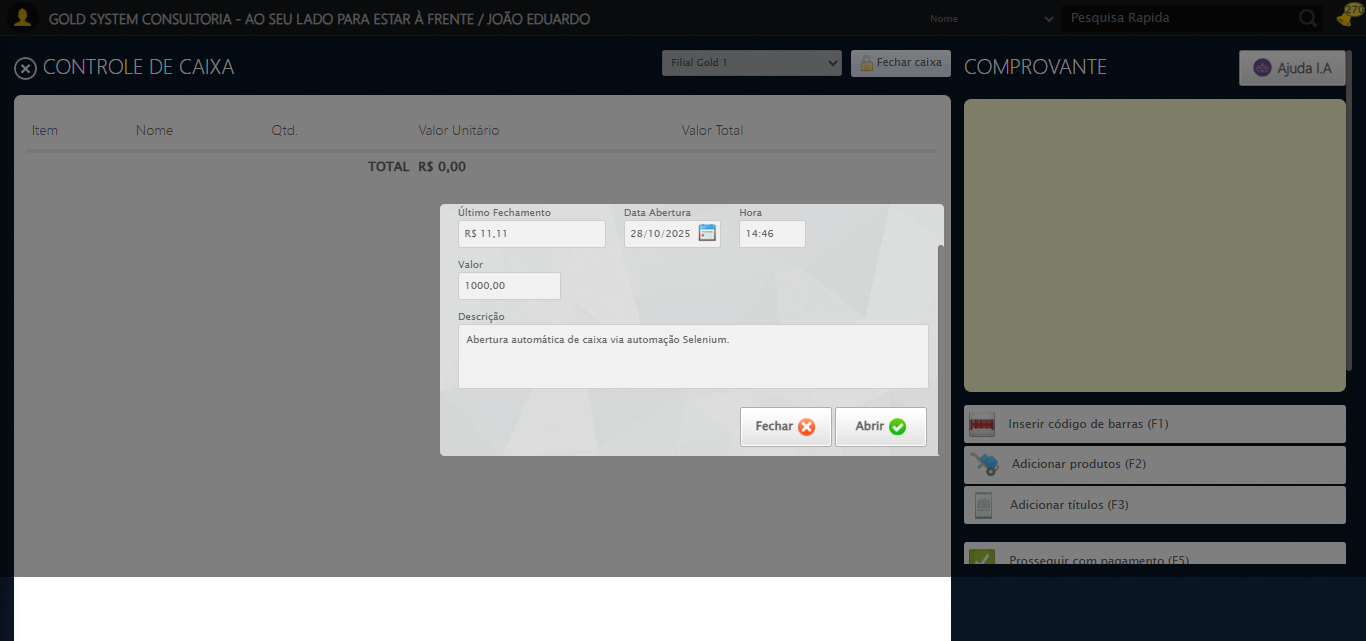 GOLD SYSTEM CONSULTORIA - AO SEU LADO PARA ESTAR À FRENTE / JOÃO EDUARDO
Nome
Pesquisa Rapida
270
CONTROLE DE CAIXA
Filial Gold 1
Fechar caixa
COMPROVANTE
Ajuda I.A
Item Nome Qtd. Valor Unitário Valor Total
TOTAL R$ 0,00
Último Fechamento Data Abertura Hora
R$ 11,11 28/10/2025 14:46
Valor
1000,00
Descrição
Abertura automática de caixa via automação Selenium.
Fechar Abrir
Inserir código de barras (F1)
Adicionar produtos (F2)
Adicionar títulos (F3)
Prosseguir com pagamento (F5)